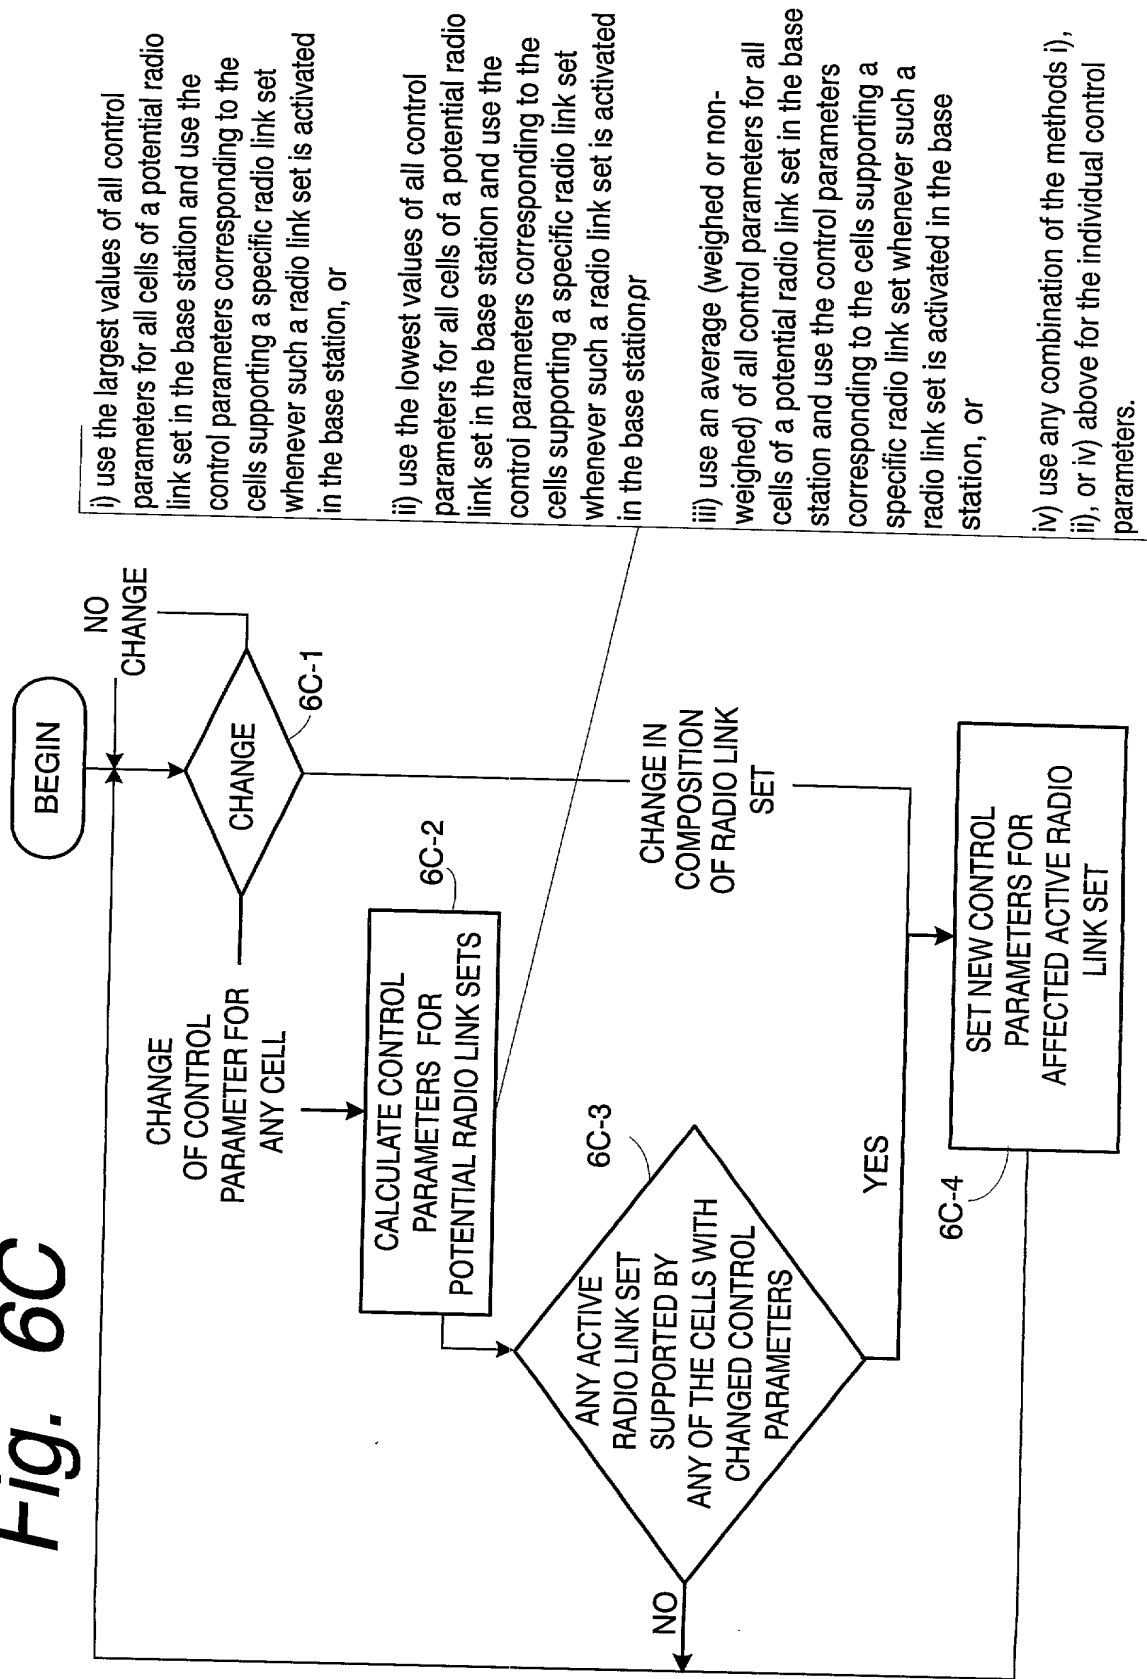 Fig. 6C
BEGIN
NO
CHANGE
CHANGE
6C-1
CHANGE
OF CONTROL
PARAMETER FOR
ANY CELL
CALCULATE CONTROL
PARAMETERS FOR
POTENTIAL RADIO LINK SETS
6C-2
CHANGE IN
COMPOSITION
OF RADIO LINK
SET
ANY ACTIVE
RADIO LINK SET
SUPPORTED BY
ANY OF THE CELLS WITH
CHANGED CONTROL
PARAMETERS
6C-3
NO
YES
SET NEW CONTROL
PARAMETERS FOR
AFFECTED ACTIVE RADIO
LINK SET
6C-4
i) use the largest values of all control
parameters for all cells of a potential radio
link set in the base station and use the
control parameters corresponding to the
cells supporting a specific radio link set
whenever such a radio link set is activated
in the base station, or
ii) use the lowest values of all control
parameters for all cells of a potential radio
link set in the base station and use the
control parameters corresponding to the
cells supporting a specific radio link set
whenever such a radio link set is activated
in the base station,or
iii) use an average (weighed or non-
weighed) of all control parameters for all
cells of a potential radio link set in the base
station and use the control parameters
corresponding to the cells supporting a
specific radio link set whenever such a
radio link set is activated in the base
station, or
iv) use any combination of the methods i),
ii), or iv) above for the individual control
parameters.